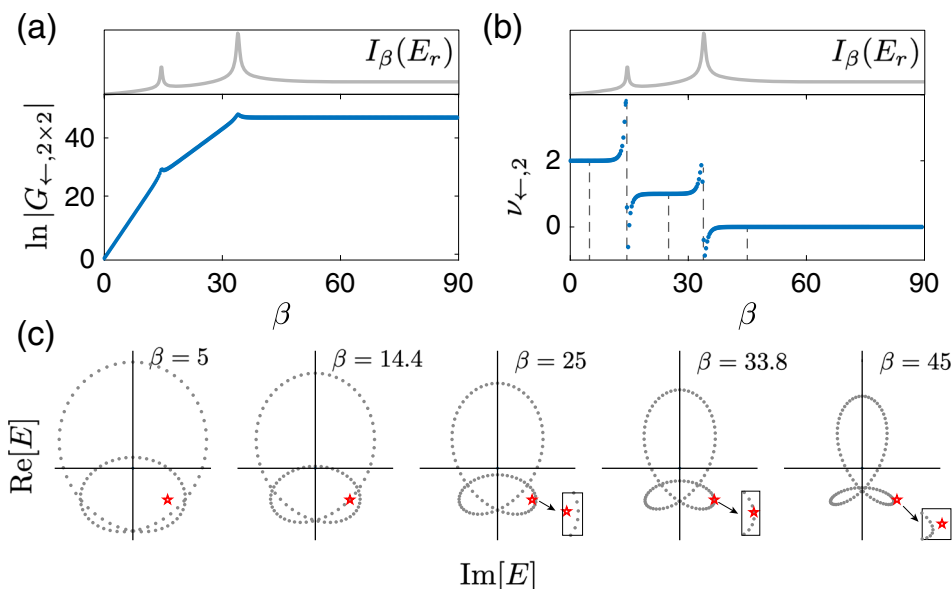 (a)
I_β(E_r)
ln|G_{←,2×2}|
40
20
0
0
30
60
90
β
(b)
I_β(E_r)
ν_{←,2}
2
0
0
30
60
90
β
(c)
β = 5
β = 14.4
β = 25
β = 33.8
β = 45
Re[E]
Im[E]